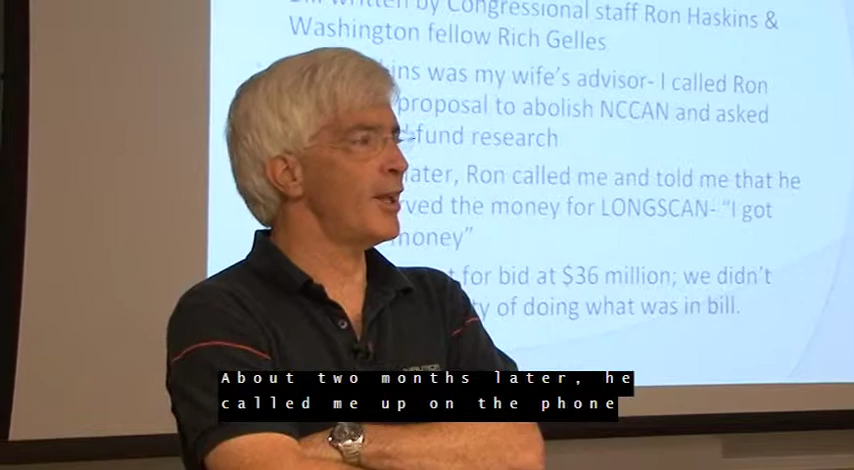 written by Congressional staff Ron Haskins &
Washington fellow Rich Gelles
kins was my wife's advisor- I called Ron
proposal to abolish NCCAN and asked
fund research
later, Ron called me and told me that he
ved the money for LONGSCAN- "I got
money"
for bid at $36 million; we didn't
ty of doing what was in bill.
About two months later, he
called me up on the phone